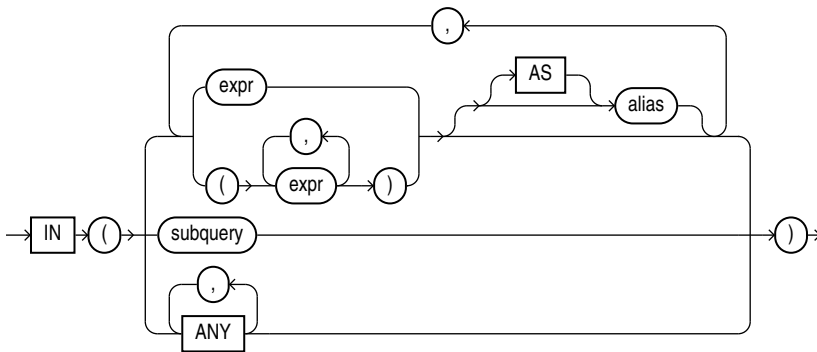 ,
AS
expr
alias
,
( expr )
IN ( subquery )
,
ANY